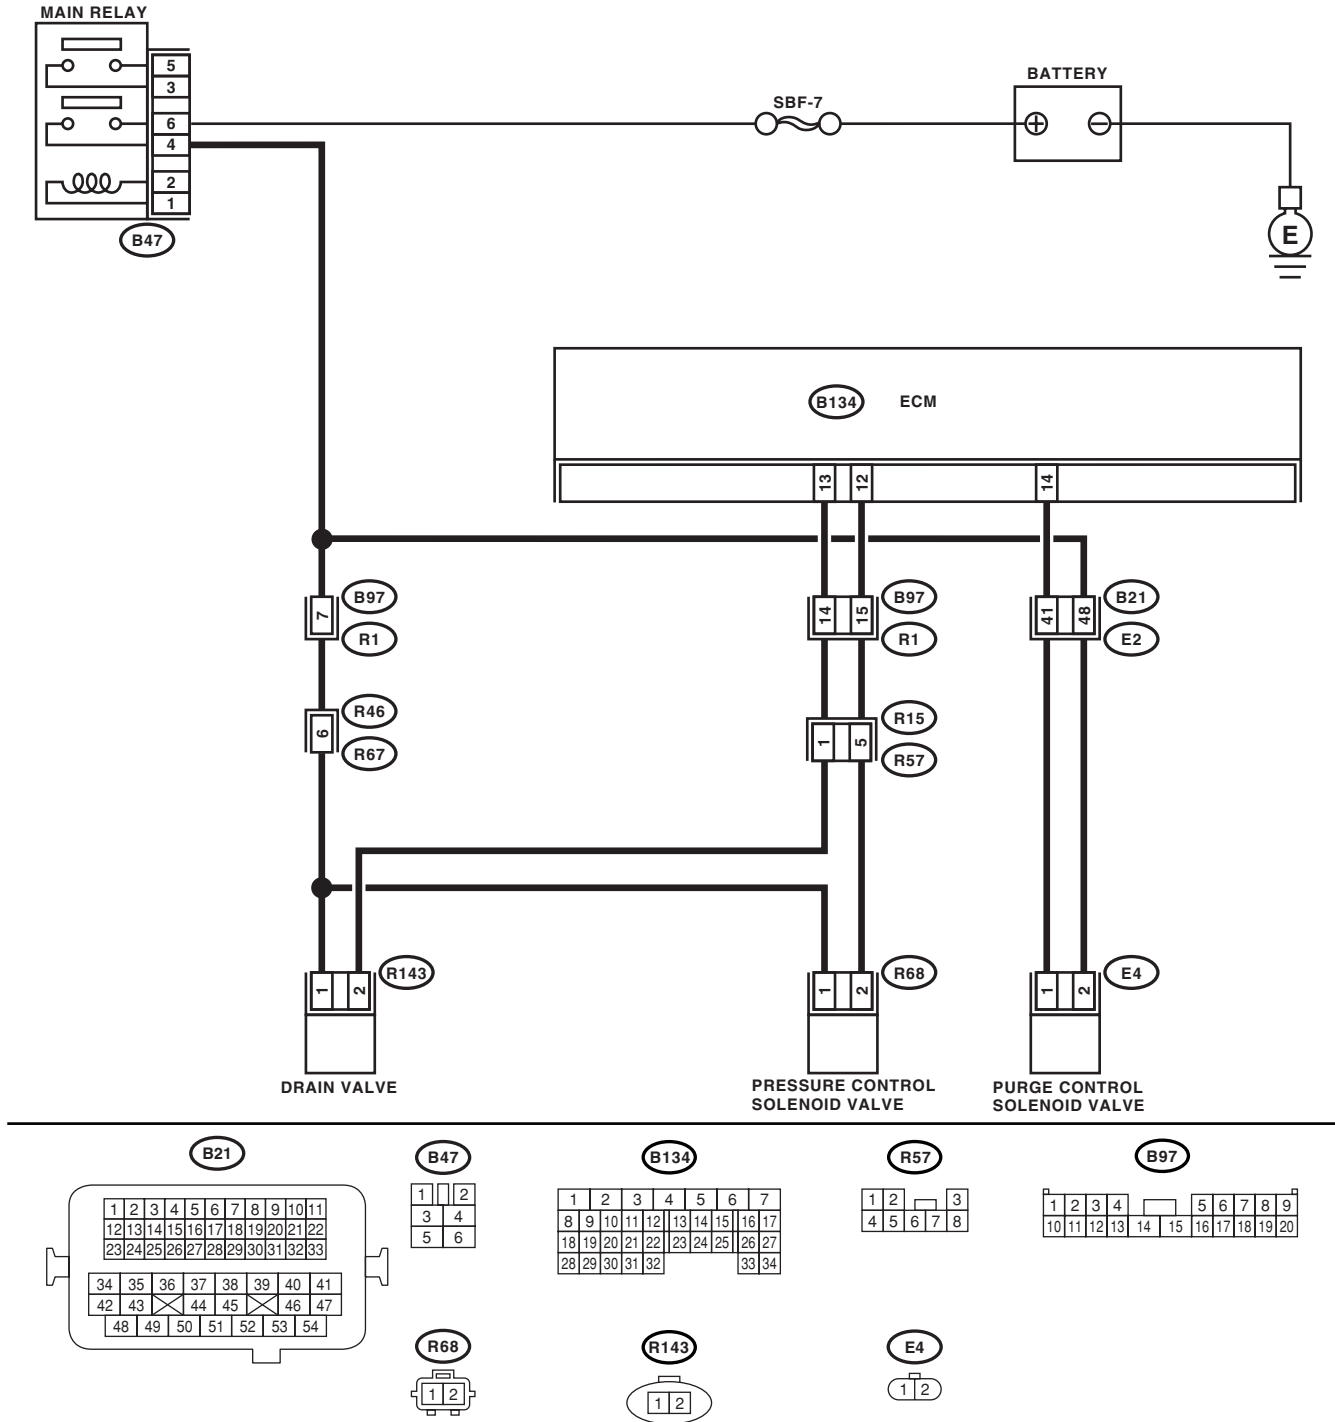 MAIN RELAY
5
3
6
4
2
1
B47
SBF-7
BATTERY
E
B134 ECM
13 12 14
7
B97
R1
14 15
B97
R1
41 48
B21
E2
6
R46
R67
1 5
R15
R57
1 2
R143
1 2
R68
1 2
E4
DRAIN VALVE
PRESSURE CONTROL
SOLENOID VALVE
PURGE CONTROL
SOLENOID VALVE
B21
1 2 3 4 5 6 7 8 9 10 11
12 13 14 15 16 17 18 19 20 21 22
23 24 25 26 27 28 29 30 31 32 33
34 35 36 37 38 39 40 41
42 43 44 45 46 47
48 49 50 51 52 53 54
B47
1 2
3 4
5 6
B134
1 2 3 4 5 6 7
8 9 10 11 12 13 14 15 16 17
18 19 20 21 22 23 24 25 26 27
28 29 30 31 32 33 34
R57
1 2 3
4 5 6 7 8
B97
1 2 3 4 5 6 7 8 9
10 11 12 13 14 15 16 17 18 19 20
R68
1 2
R143
1 2
E4
1 2